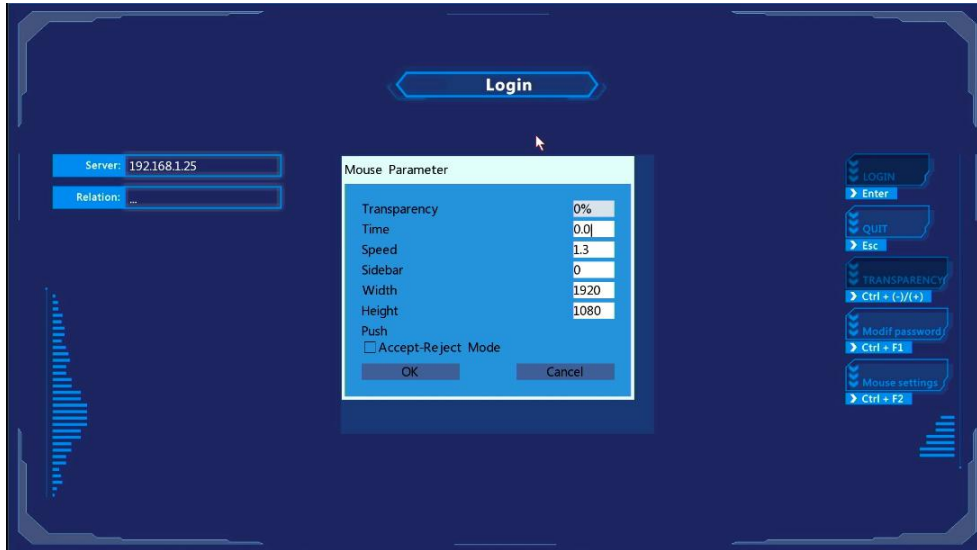 Login
Server: 192.168.1.25
Relation: ...
Mouse Parameter
Transparency 0%
Time 0.0
Speed 1.3
Sidebar 0
Width 1920
Height 1080
Push
Accept-Reject Mode
OK Cancel
LOGIN
Enter
QUIT
Esc
TRANSPARENCY
Ctrl + (-)/(+)
Modif password
Ctrl + F1
Mouse settings
Ctrl + F2